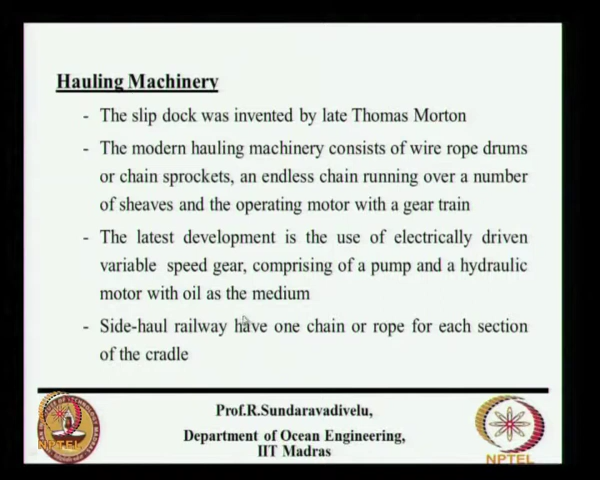 Hauling Machinery
- The slip dock was invented by late Thomas Morton
- The modern hauling machinery consists of wire rope drums
or chain sprockets, an endless chain running over a number
of sheaves and the operating motor with a gear train
- The latest development is the use of electrically driven
variable speed gear, comprising of a pump and a hydraulic
motor with oil as the medium
- Side-haul railway have one chain or rope for each section
of the cradle
Prof.R.Sundaravadivelu,
Department of Ocean Engineering,
IIT Madras
NPTEL
NPTEL